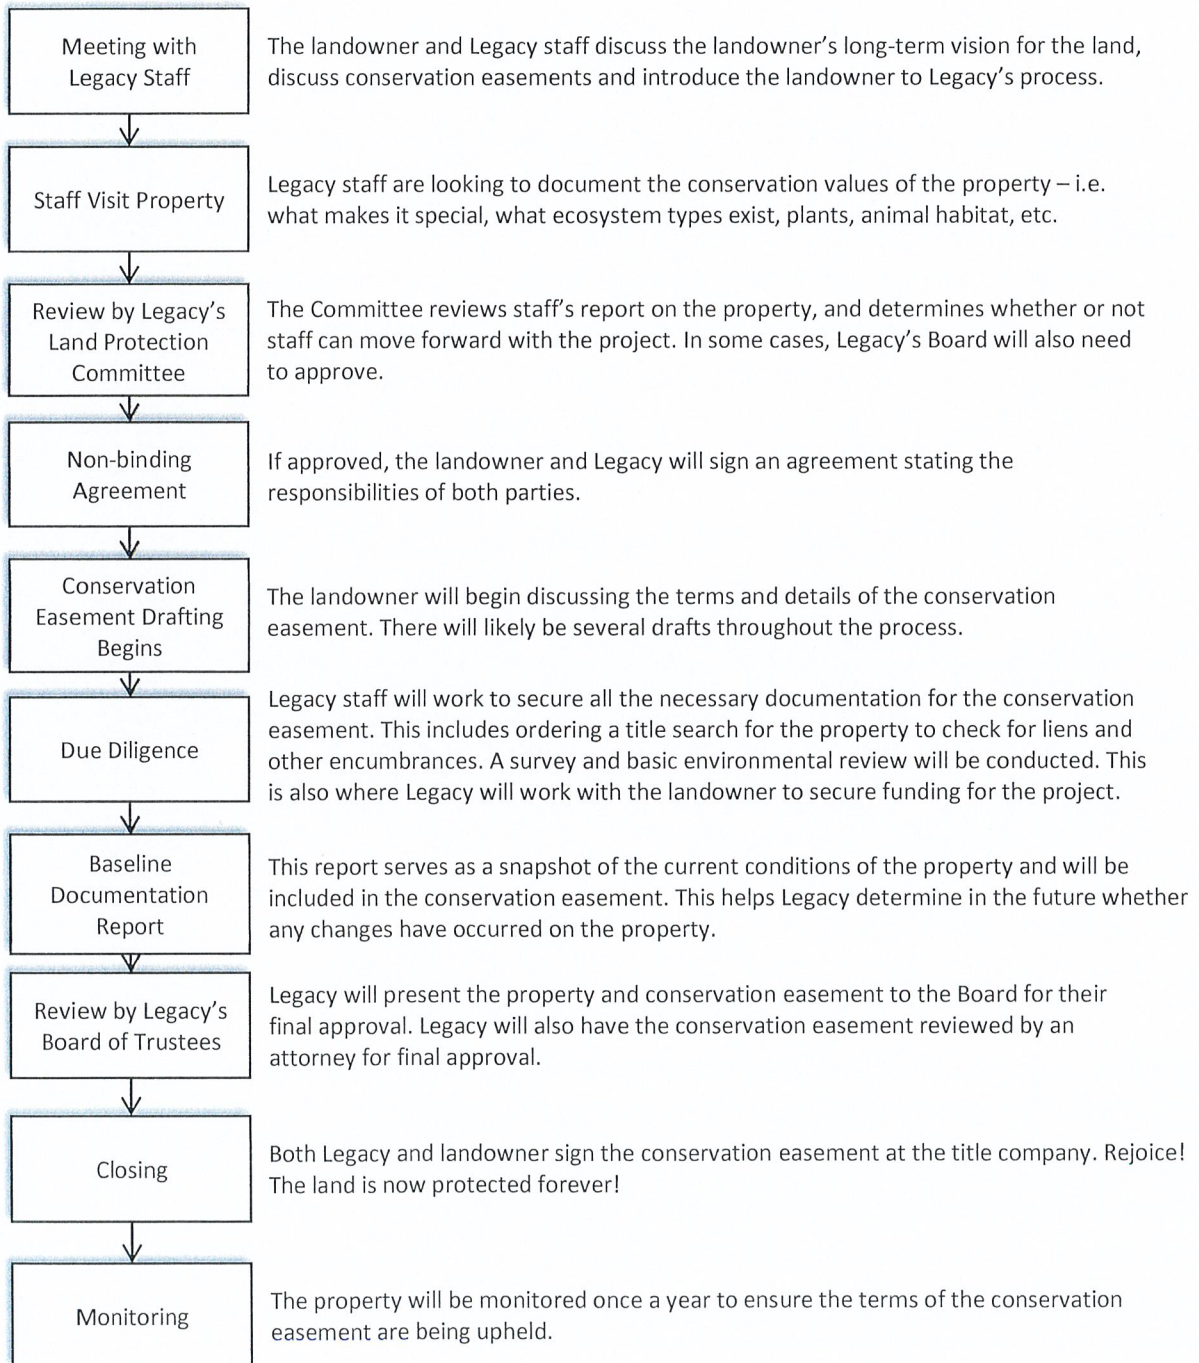 Meeting with
Legacy Staff
The landowner and Legacy staff discuss the landowner's long-term vision for the land,
discuss conservation easements and introduce the landowner to Legacy's process.
Staff Visit Property
Legacy staff are looking to document the conservation values of the property – i.e.
what makes it special, what ecosystem types exist, plants, animal habitat, etc.
Review by Legacy's
Land Protection
Committee
The Committee reviews staff's report on the property, and determines whether or not
staff can move forward with the project. In some cases, Legacy's Board will also need
to approve.
Non-binding
Agreement
If approved, the landowner and Legacy will sign an agreement stating the
responsibilities of both parties.
Conservation
Easement Drafting
Begins
The landowner will begin discussing the terms and details of the conservation
easement. There will likely be several drafts throughout the process.
Due Diligence
Legacy staff will work to secure all the necessary documentation for the conservation
easement. This includes ordering a title search for the property to check for liens and
other encumbrances. A survey and basic environmental review will be conducted. This
is also where Legacy will work with the landowner to secure funding for the project.
Baseline
Documentation
Report
This report serves as a snapshot of the current conditions of the property and will be
included in the conservation easement. This helps Legacy determine in the future whether
any changes have occurred on the property.
Review by Legacy's
Board of Trustees
Legacy will present the property and conservation easement to the Board for their
final approval. Legacy will also have the conservation easement reviewed by an
attorney for final approval.
Closing
Both Legacy and landowner sign the conservation easement at the title company. Rejoice!
The land is now protected forever!
Monitoring
The property will be monitored once a year to ensure the terms of the conservation
easement are being upheld.